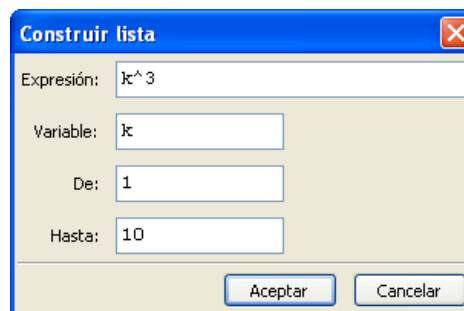 Construir lista
Expresión: k^3
Variable: k
De: 1
Hasta: 10
Aceptar Cancelar